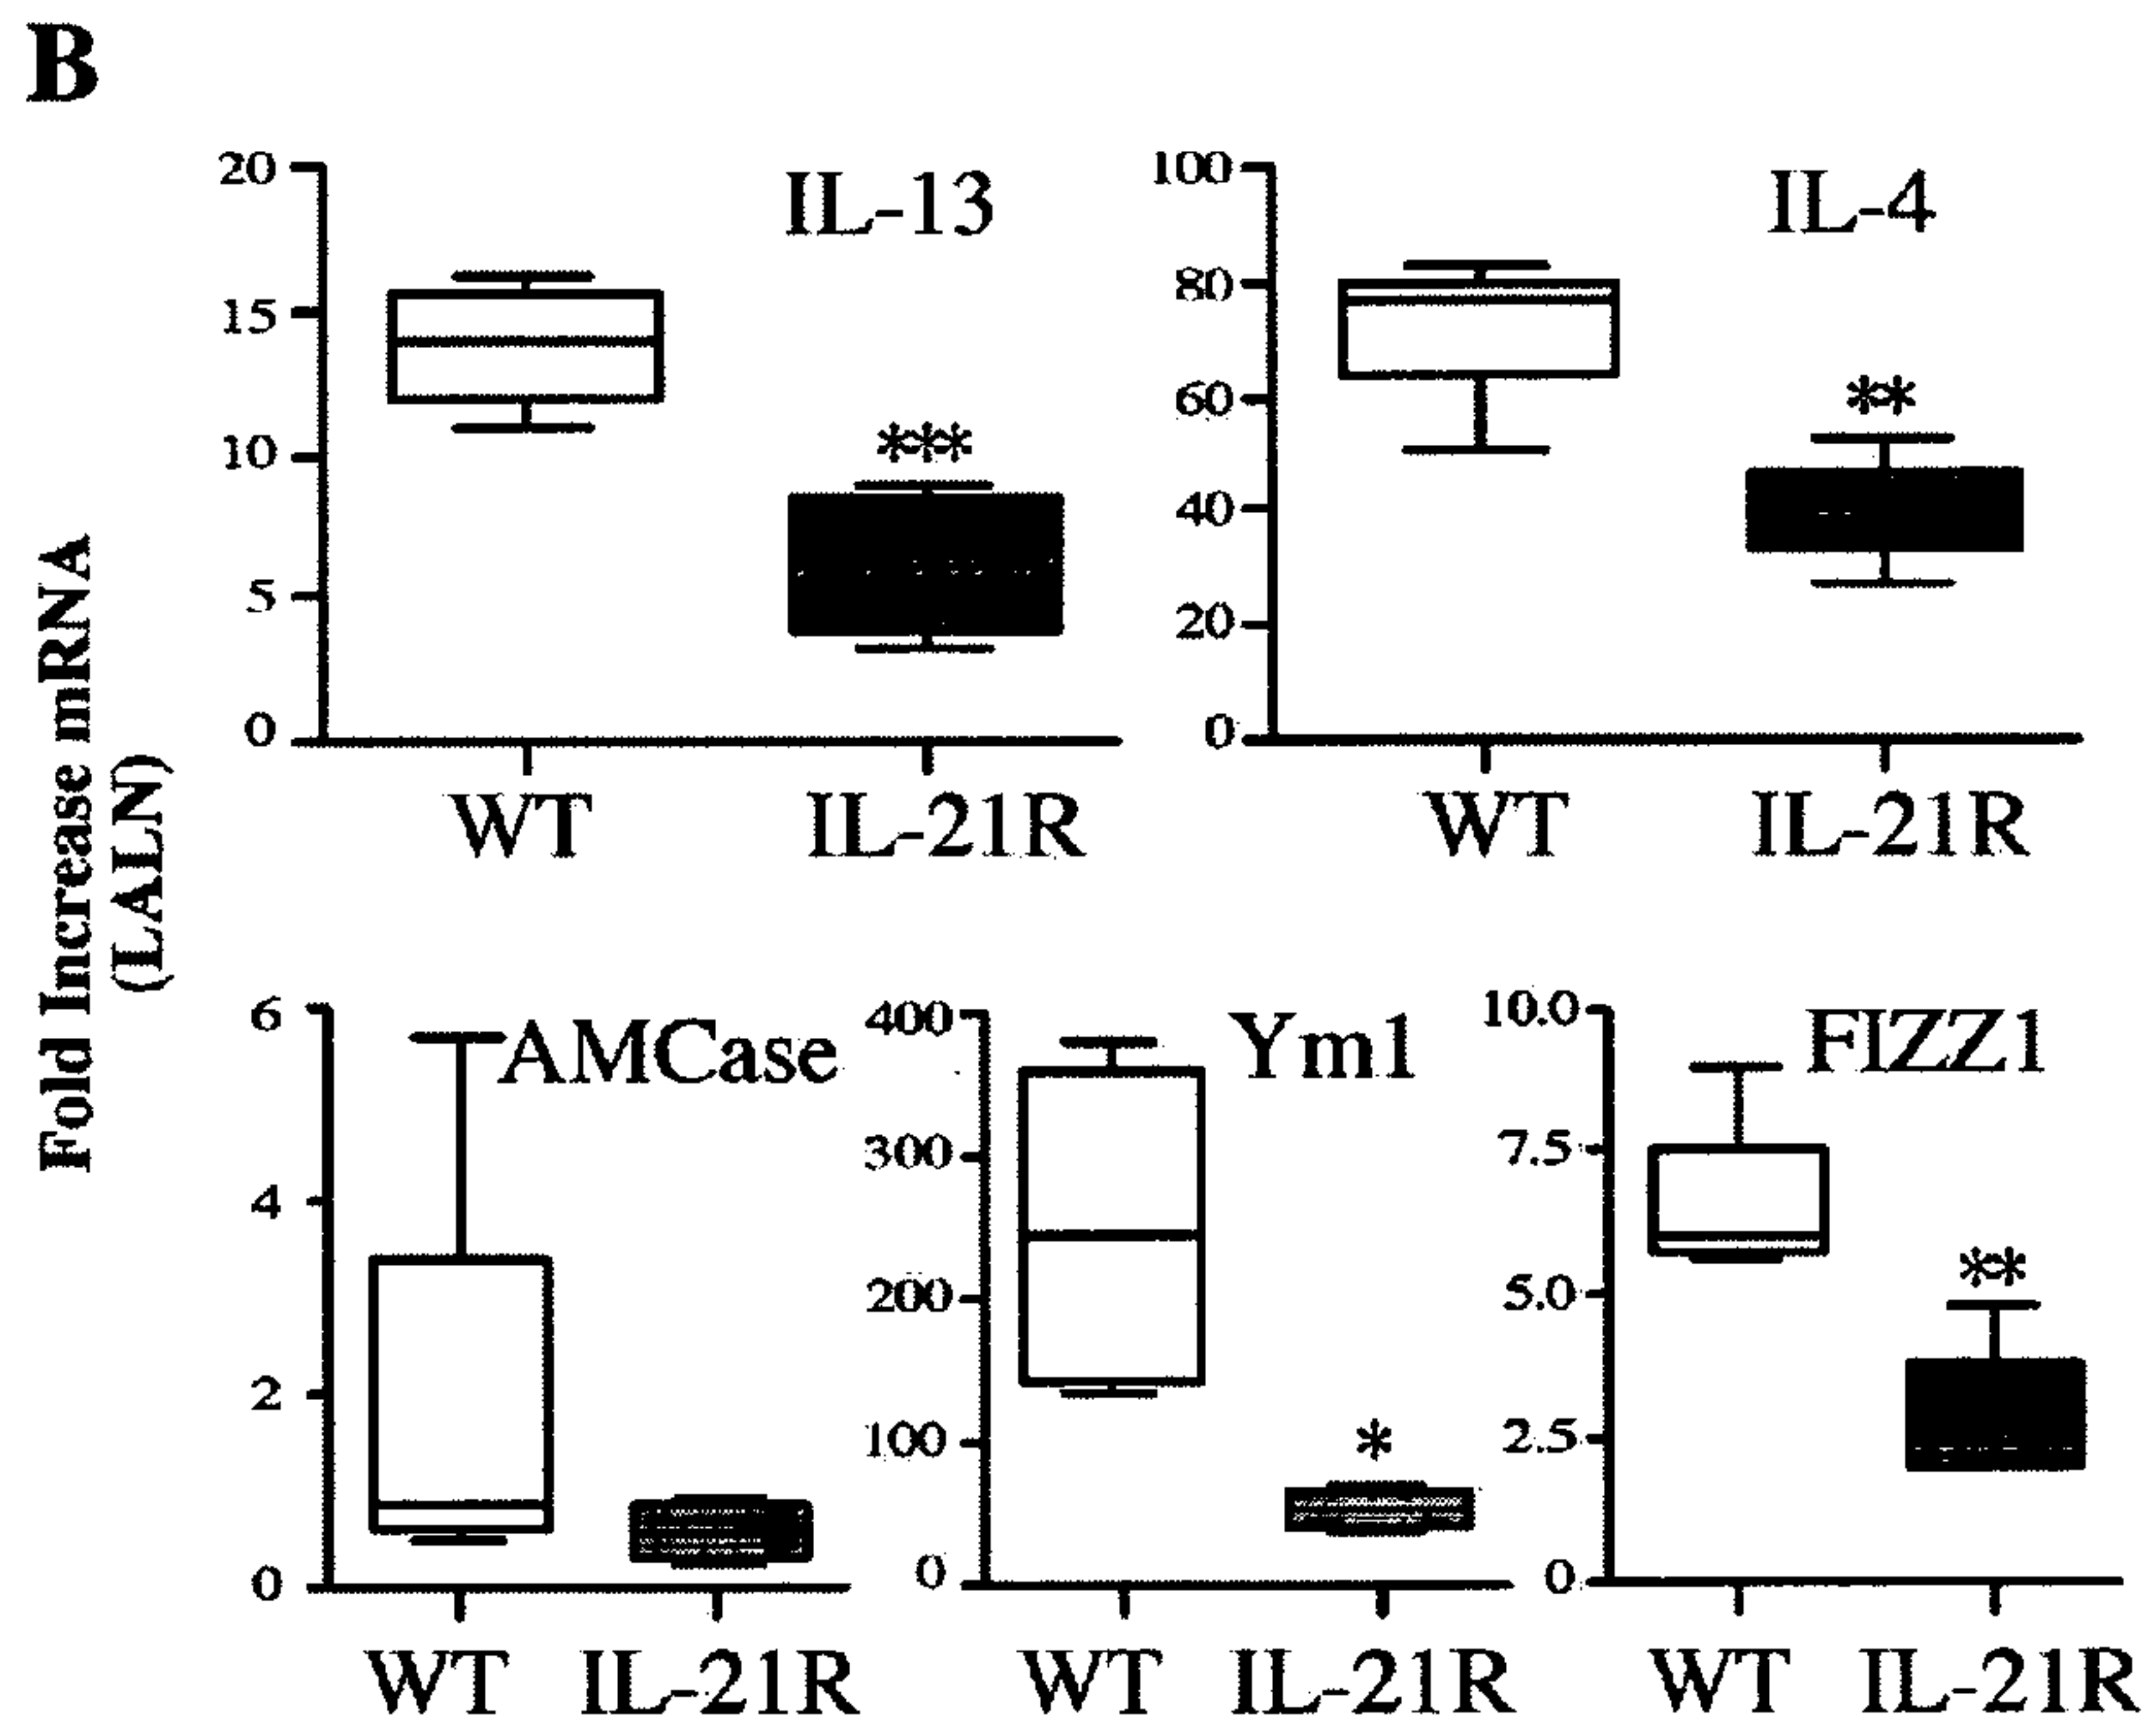 B
Fold Increase mRNA
(LALN)
IL-13
20
15
10
5
0
***
WT IL-21R
IL-4
100
80
60
40
20
0
**
WT IL-21R
AMCase
6
4
2
0
WT IL-21R
Ym1
400
300
200
100
0
*
WT IL-21R
FIZZ1
10.0
7.5
5.0
2.5
0
**
WT IL-21R